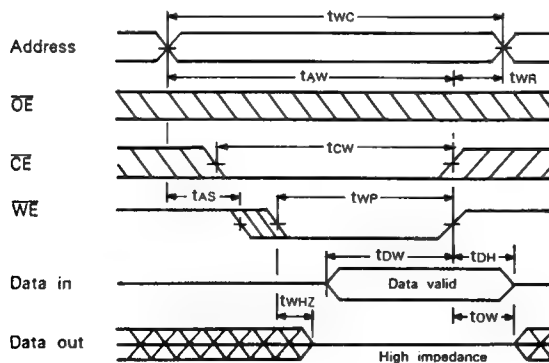 tWC
Address
tAW
tWR
OE
CE
tCW
tAS
tWP
WE
tDW
tDH
Data in
Data valid
tWHZ
tOW
Data out
High impedance